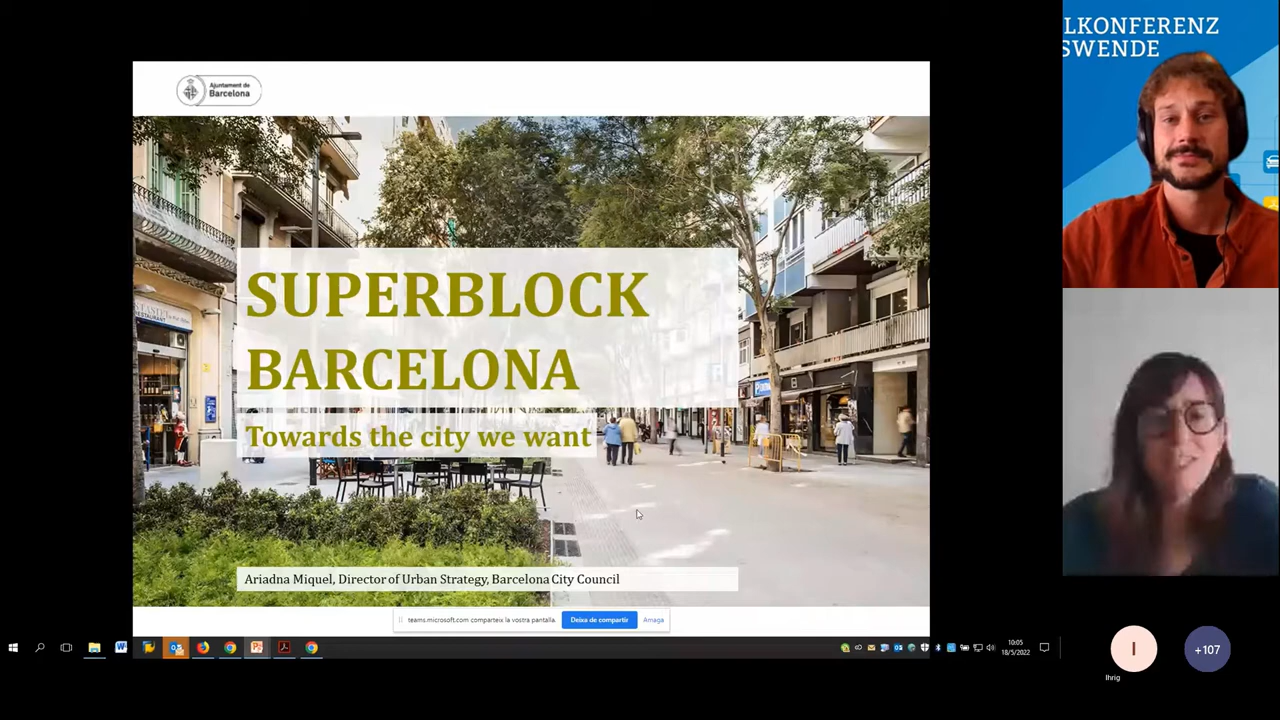 Ajuntament de
Barcelona
SUPERBLOCK
BARCELONA
Towards the city we want
Ariadna Miquel, Director of Urban Strategy, Barcelona City Council
teams.microsoft.com comparteix la vostra pantalla.
Deixa de compartir
Amaga
10:05
18/5/2022
LKONFERENZ
SWENDE
I
+107
Ihrig